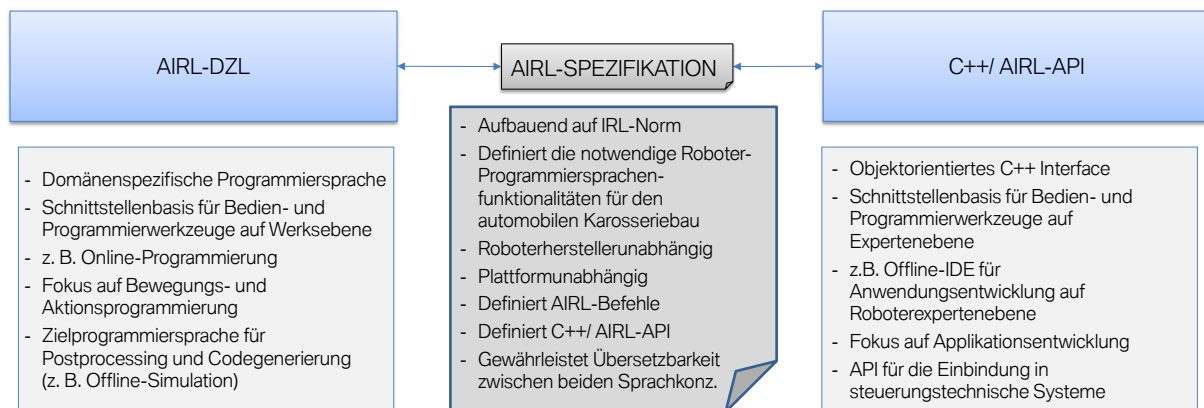 AIRL-DZL
AIRL-SPEZIFIKATION
C++/ AIRL-API
- Domänenspezifische Programmiersprache
- Schnittstellenbasis für Bedien- und
Programmierwerkzeuge auf Werksebene
- z. B. Online-Programmierung
- Fokus auf Bewegungs- und
Aktionsprogrammierung
- Zielprogrammiersprache für
Postprocessing und Codegenerierung
(z. B. Offline-Simulation)
- Aufbauend auf IRL-Norm
- Definiert die notwendige Roboter-
Programmiersprachen-
funktionalitäten für den
automobilen Karosseriebau
- Roboterherstellerunabhängig
- Plattformunabhängig
- Definiert AIRL-Befehle
- Definiert C++/ AIRL-API
- Gewährleistet Übersetzbarkeit
zwischen beiden Sprachkonz.
- Objektorientiertes C++ Interface
- Schnittstellenbasis für Bedien- und
Programmierwerkzeuge auf
Expertenebene
- z.B. Offline-IDE für
Anwendungsentwicklung auf
Roboterexpertenebene
- Fokus auf Applikationsentwicklung
- API für die Einbindung in
steuerungstechnische Systeme